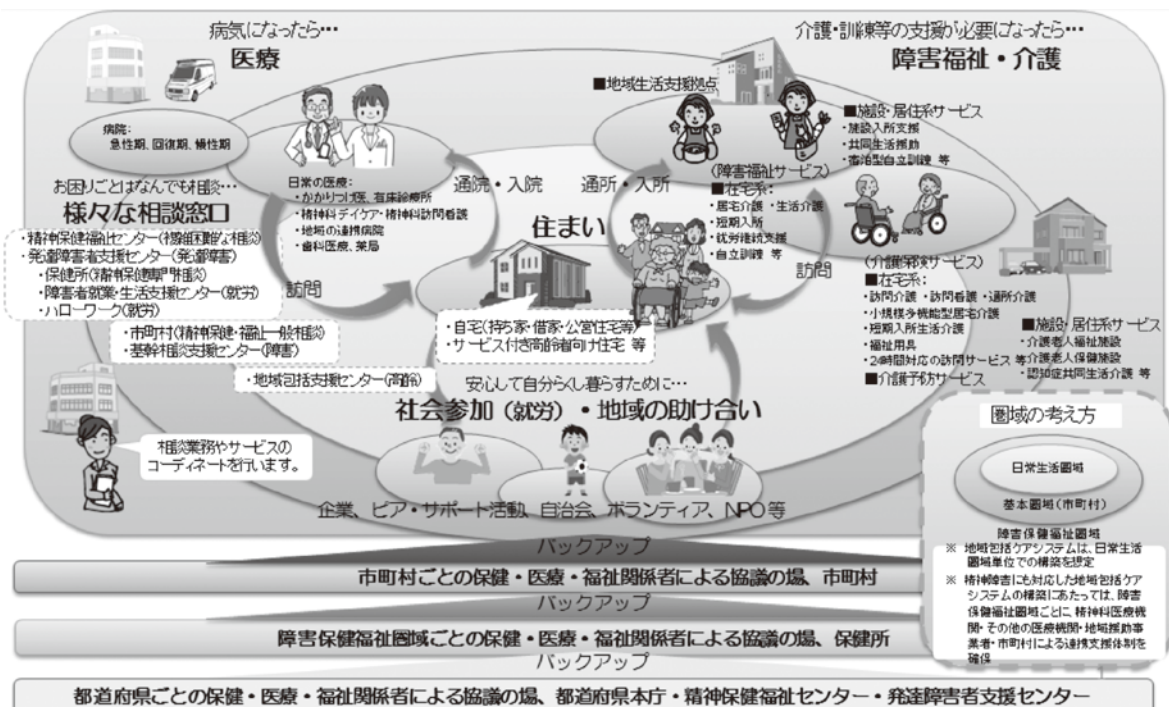 病気になったら…
医療
介護・訓練等の支援が必要になったら…
障害福祉・介護
病院:
急性期、回復期、慢性期
日常の医療:
・かかりつけ医、有床診療所
・精神科デイケア・精神科訪問看護
・地域の連携病院
・歯科医療、薬局
通院・入院
通所・入所
訪問
訪問
■地域生活支援拠点
■施設・居住系サービス
・施設入所支援
・共同生活援助
・宿泊型自立訓練 等
(障害福祉サービス)
■在宅系:
・居宅介護・生活介護
・短期入所
・就労継続支援
・自立訓練 等
(介護保険サービス)
■在宅系:
・訪問介護・訪問看護・通所介護
・小規模多機能型居宅介護
・短期入所生活介護
・福祉用具
・24時間対応の訪問サービス 等
■介護予防サービス
■施設・居住系サービス
・介護老人福祉施設
・介護老人保健施設
・認知症共同生活介護 等
お困りごとはなんでも相談…
様々な相談窓口
・精神保健福祉センター(複雑困難な相談)
・発達障害者支援センター(発達障害)
・保健所(精神保健専門相談)
・障害者就業・生活支援センター(就労)
・ハローワーク(就労)
・市町村(精神保健・福祉一般相談)
・基幹相談支援センター(障害)
・地域包括支援センター(高齢)
住まい
・自宅(持ち家・借家・公営住宅等)
・サービス付き高齢者向け住宅 等
安心して自分らしく暮らすために…
社会参加(就労)・地域の助け合い
企業、ピア・サポート活動、自治会、ボランティア、NPO等
相談業務やサービスの
コーディネートを行います。
圏域の考え方
日常生活圏域
基本圏域(市町村)
障害保健福祉圏域
※ 地域包括ケアシステムは、日常生活
圏域単位での構築を想定
※ 精神障害にも対応した地域包括ケア
システムの構築にあたっては、障害
保健福祉圏域ごとに、精神科医療機
関・その他の医療機関・地域援助事
業者・市町村による連携支援体制を
確保
バックアップ
市町村ごとの保健・医療・福祉関係者による協議の場、市町村
バックアップ
障害保健福祉圏域ごとの保健・医療・福祉関係者による協議の場、保健所
バックアップ
都道府県ごとの保健・医療・福祉関係者による協議の場、都道府県本庁・精神保健福祉センター・発達障害者支援センター